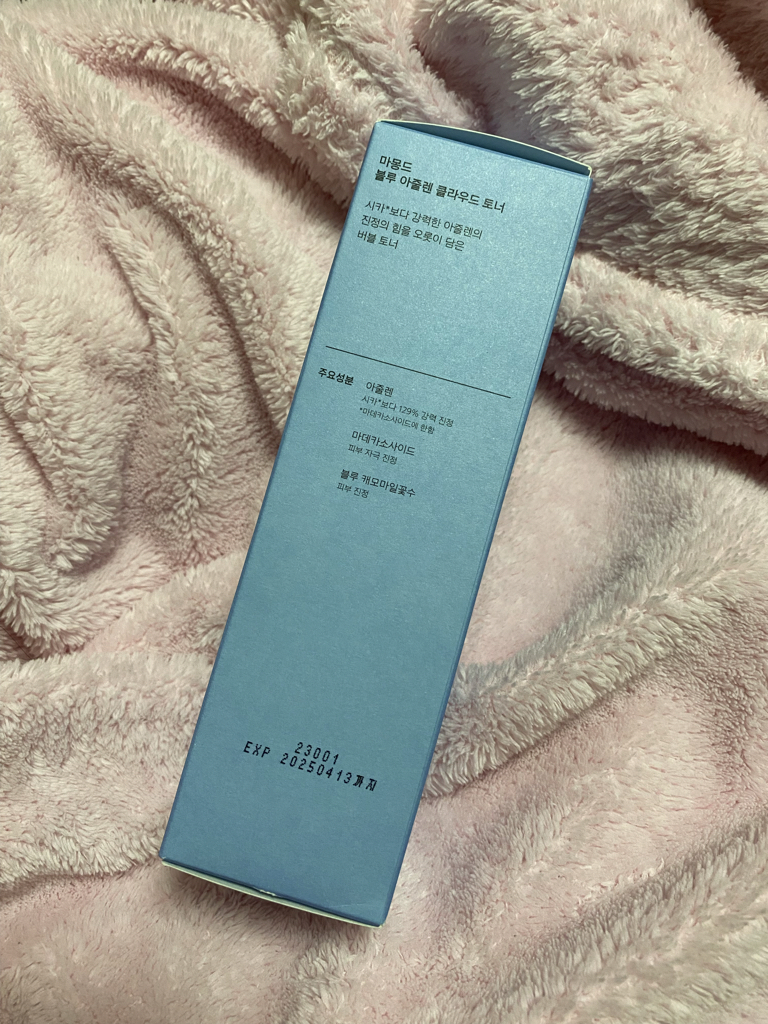 마몽드
블루 아줄렌 클라우드 토너
시카*보다 강력한 아줄렌의
진정의 힘을 오롯이 담은
버블 토너
주요성분 아줄렌
시카*보다 129% 강력 진정
*마데카소사이드에 한함
마데카소사이드
피부 자극 진정
블루 캐모마일꽃수
피부 진정
23001
EXP 20250413까지